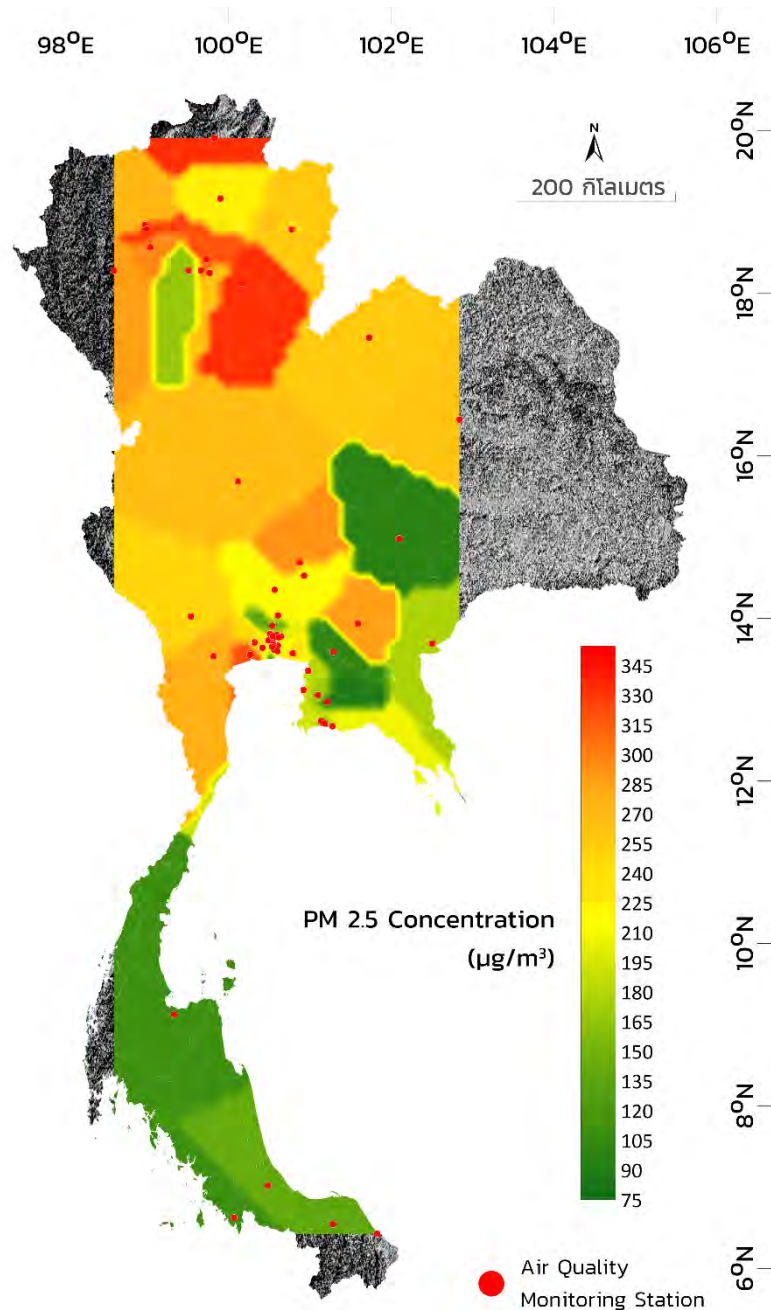 98°E 100°E 102°E 104°E 106°E
20°N
N
200 กิโลเมตร
18°N
16°N
14°N
345
330
315
300
285
270
255
240
225
210
195
180
165
150
135
120
105
90
75
12°N
PM 2.5 Concentration
(µg/m³)
10°N
8°N
6°N
Air Quality
Monitoring Station